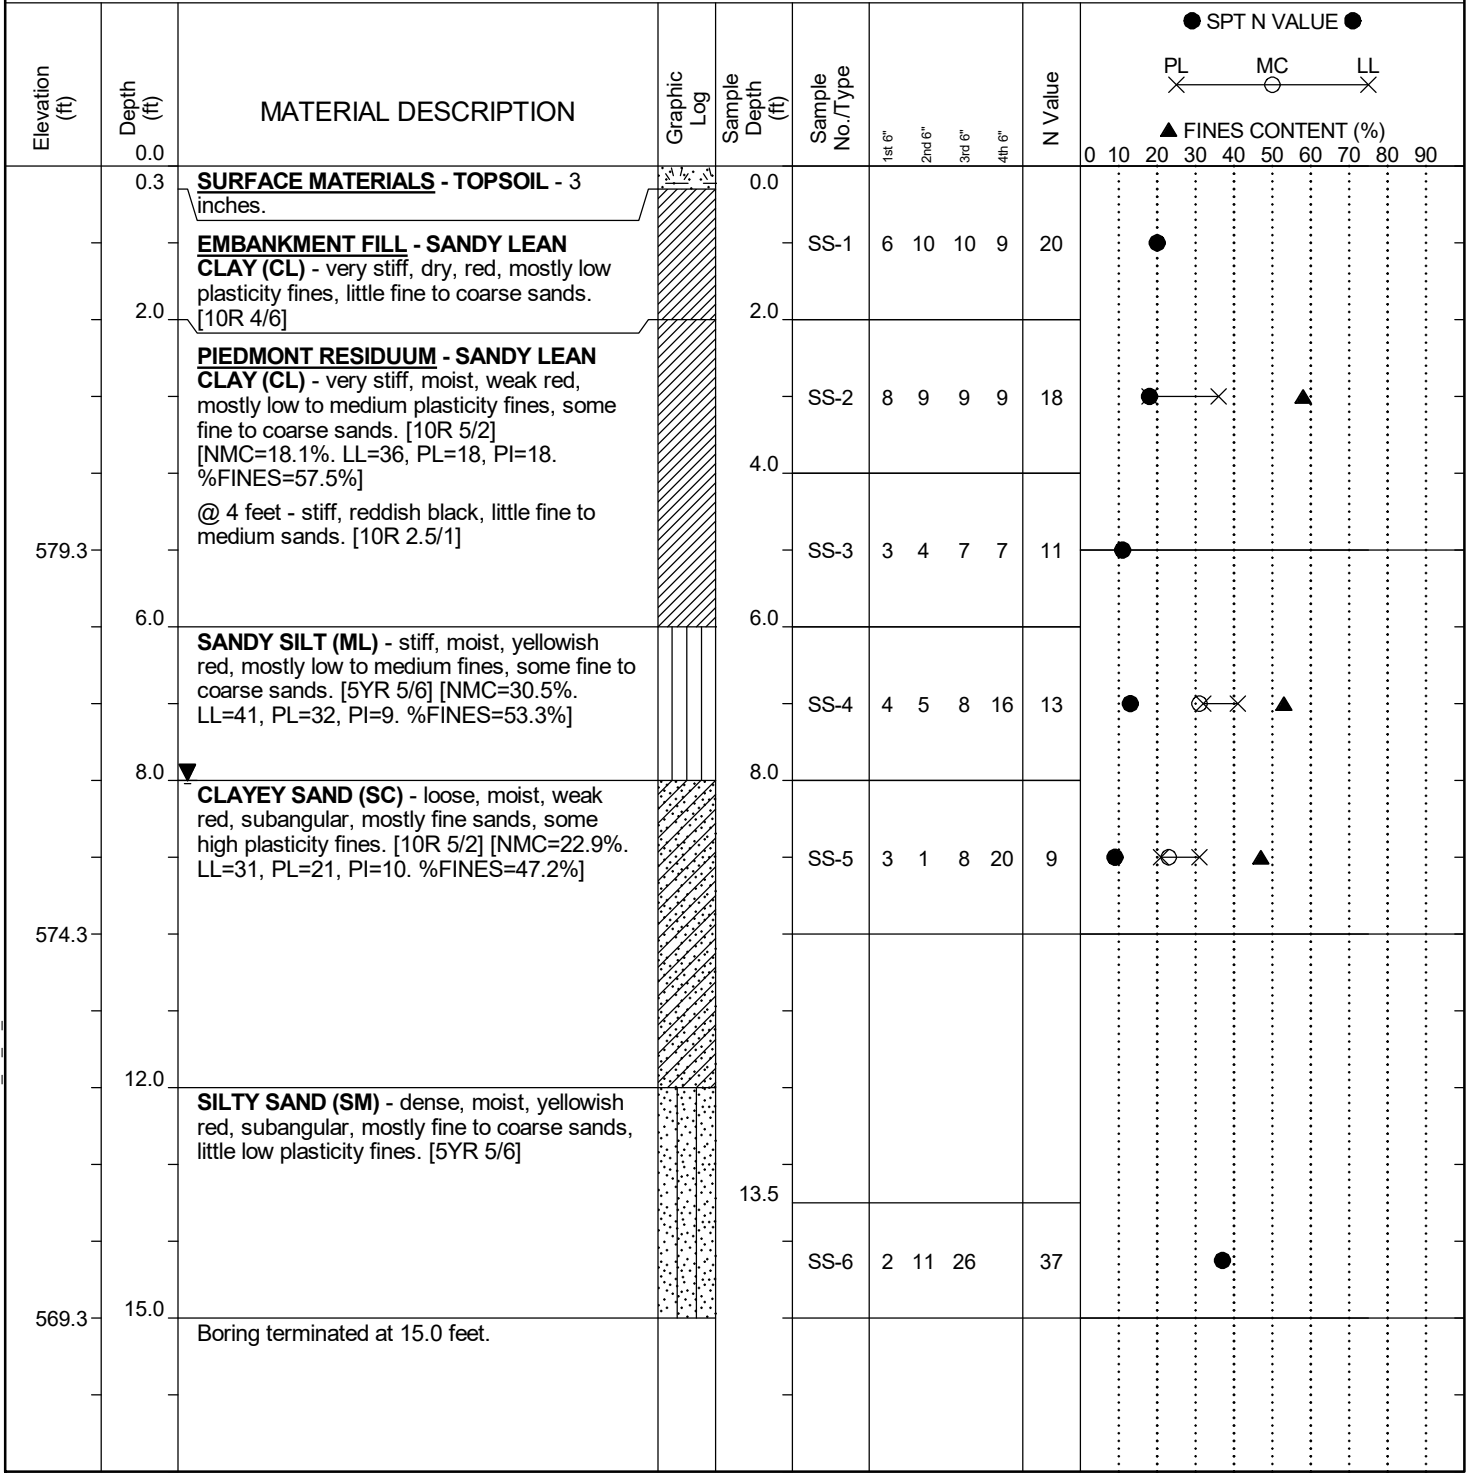 ● SPT N VALUE ●
PL MC LL
▲ FINES CONTENT (%)
Elevation (ft)
Depth (ft)
MATERIAL DESCRIPTION
Graphic Log
Sample Depth (ft)
Sample No./Type
1st 6"
2nd 6"
3rd 6"
4th 6"
N Value
0 10 20 30 40 50 60 70 80 90
0.0
0.3 SURFACE MATERIALS - TOPSOIL - 3 0.0
inches.
EMBANKMENT FILL - SANDY LEAN
SS-1 6 10 10 9 20
CLAY (CL) - very stiff, dry, red, mostly low
plasticity fines, little fine to coarse sands.
2.0 [10R 4/6] 2.0
PIEDMONT RESIDUUM - SANDY LEAN
CLAY (CL) - very stiff, moist, weak red,
SS-2 8 9 9 9 18
mostly low to medium plasticity fines, some
fine to coarse sands. [10R 5/2]
[NMC=18.1%. LL=36, PL=18, PI=18. 4.0
%FINES=57.5%]
@ 4 feet - stiff, reddish black, little fine to
medium sands. [10R 2.5/1]
579.3 SS-3 3 4 7 7 11
6.0 6.0
SANDY SILT (ML) - stiff, moist, yellowish
red, mostly low to medium fines, some fine to
coarse sands. [5YR 5/6] [NMC=30.5%.
SS-4 4 5 8 16 13
LL=41, PL=32, PI=9. %FINES=53.3%]
8.0 8.0
CLAYEY SAND (SC) - loose, moist, weak
red, subangular, mostly fine sands, some
high plasticity fines. [10R 5/2] [NMC=22.9%.
SS-5 3 1 8 20 9
LL=31, PL=21, PI=10. %FINES=47.2%]
574.3
12.0
SILTY SAND (SM) - dense, moist, yellowish
red, subangular, mostly fine to coarse sands,
little low plasticity fines. [5YR 5/6]
13.5
SS-6 2 11 26 37
569.3 15.0
Boring terminated at 15.0 feet.